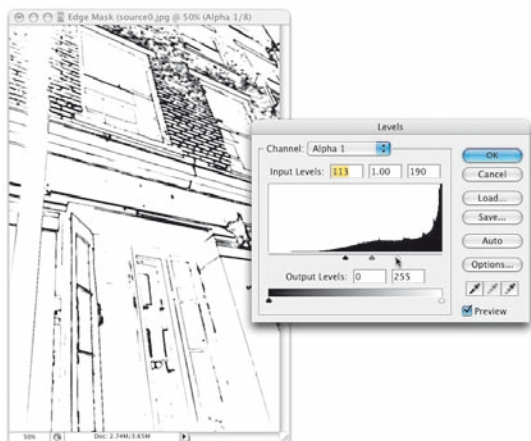 Edge Mask (source0.jpg @ 50% (Alpha 1/8)
Levels
Channel: Alpha 1
Input Levels: 113 1.00 190
Output Levels: 0 255
OK
Cancel
Load...
Save...
Auto
Options...
Preview
50% Doc: 2.74M/3.65M